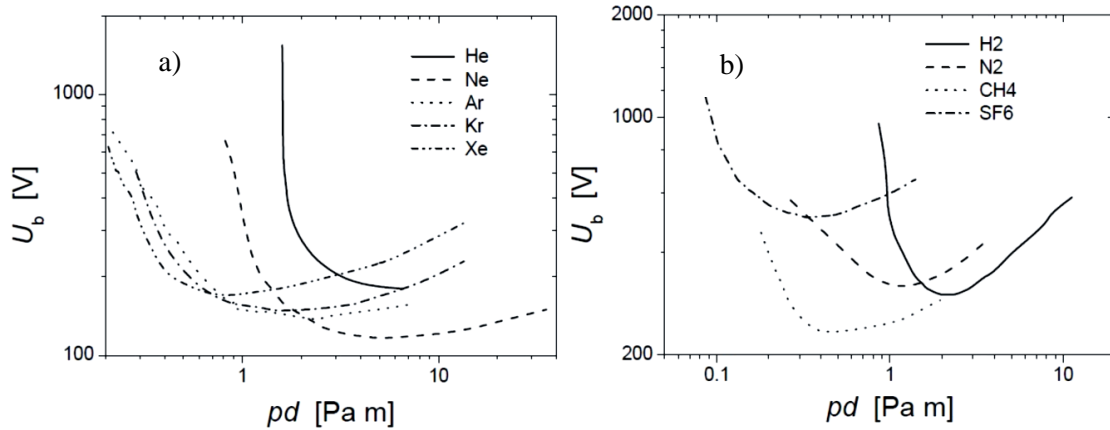 a)
He
Ne
Ar
Kr
Xe
1000
100
U_b [V]
1
10
pd [Pa m]
b)
H2
N2
CH4
SF6
2000
1000
200
U_b [V]
0.1
1
10
pd [Pa m]